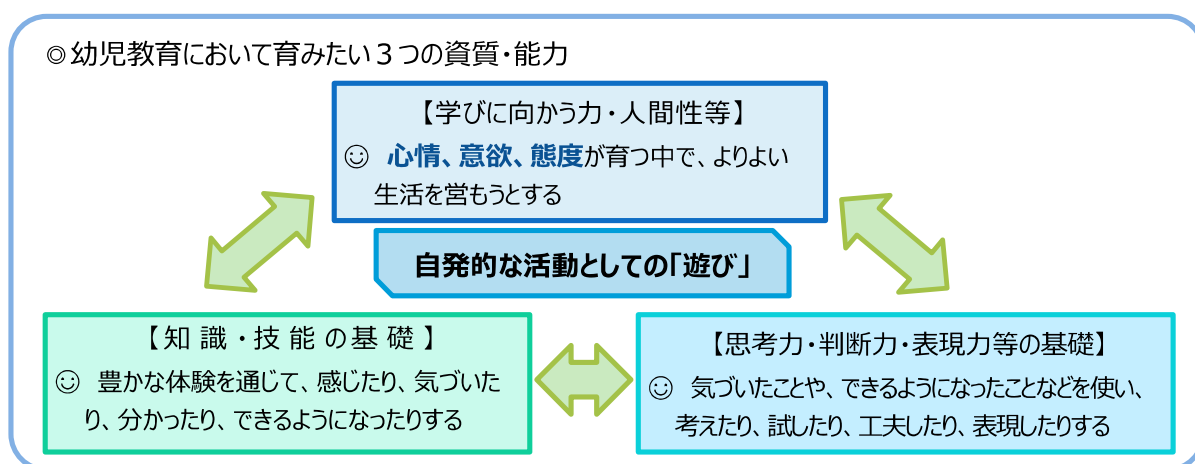 ◎幼児教育において育みたい３つの資質・能力
【学びに向かう力・人間性等】
☺ 心情、意欲、態度が育つ中で、よりよい
生活を営もうとする
自発的な活動としての「遊び」
【知識・技能の基礎】
☺ 豊かな体験を通じて、感じたり、気づいた
り、分かったり、できるようになったりする
【思考力・判断力・表現力等の基礎】
☺ 気づいたことや、できるようになったことなどを使い、
考えたり、試したり、工夫したり、表現したりする